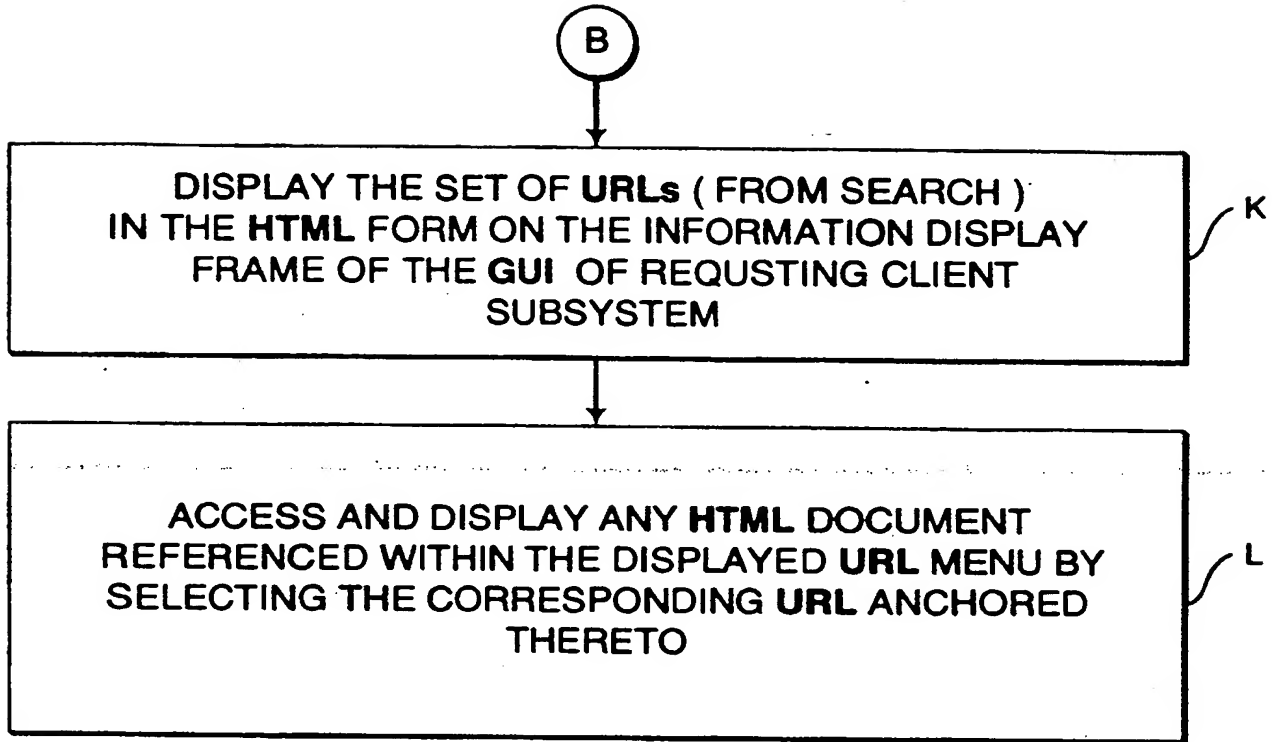 B
DISPLAY THE SET OF URLs ( FROM SEARCH )
IN THE HTML FORM ON THE INFORMATION DISPLAY
FRAME OF THE GUI OF REQUSTING CLIENT
SUBSYSTEM
K
ACCESS AND DISPLAY ANY HTML DOCUMENT
REFERENCED WITHIN THE DISPLAYED URL MENU BY
SELECTING THE CORRESPONDING URL ANCHORED
THERETO
L